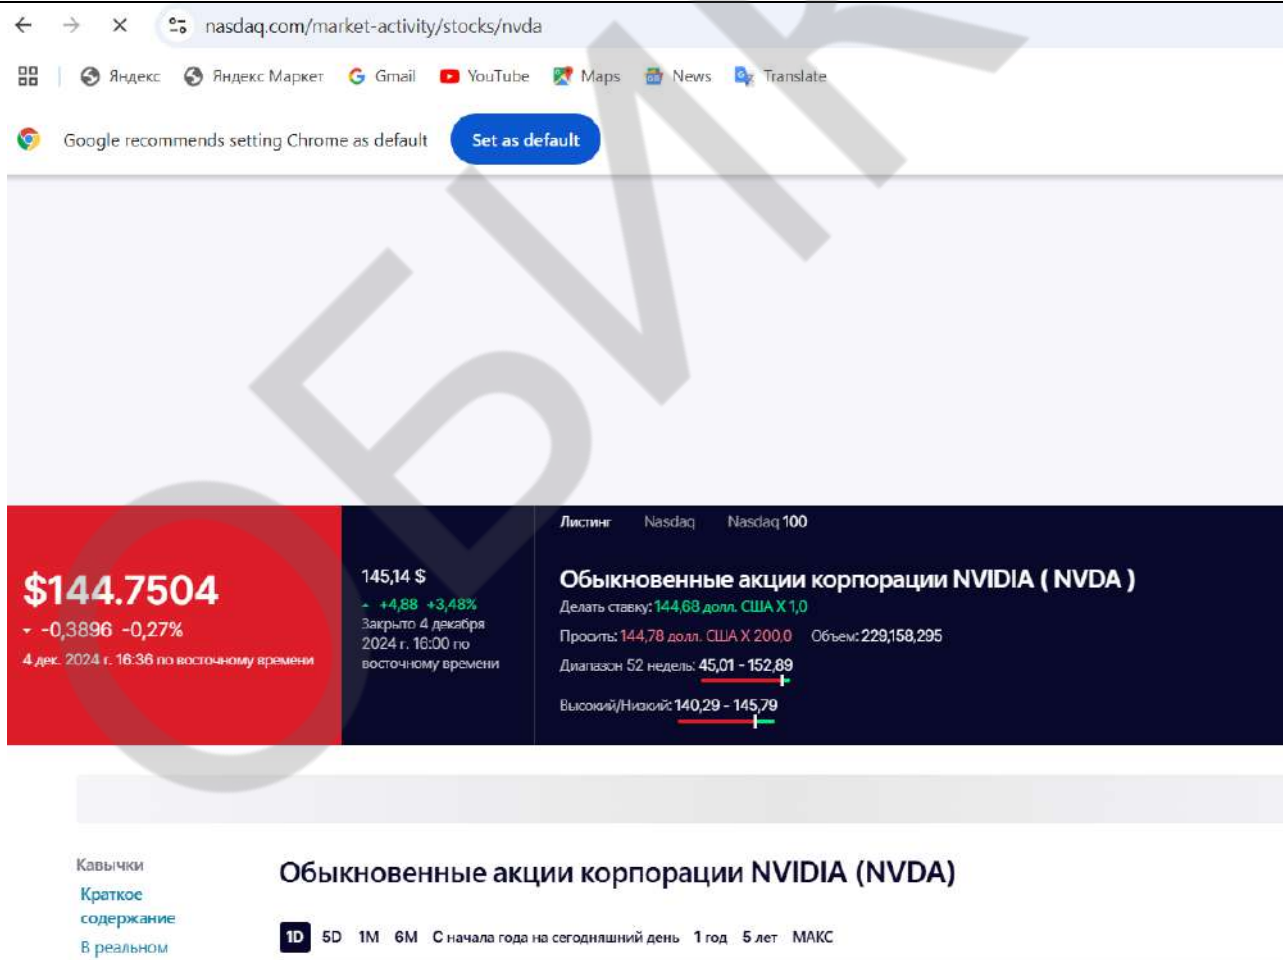 nasdaq.com/market-activity/stocks/nvda
Яндекс Яндекс Маркет Gmail YouTube Maps News Translate
Google recommends setting Chrome as default Set as default
ОБИК
Листинг Nasdaq Nasdaq 100
$144.7504
-0,3896 -0,27%
4 дек. 2024 г. 16:36 по восточному времени
145,14 $
+4,88 +3,48%
Закрыто 4 декабря
2024 г. 16:00 по
восточному времени
Обыкновенные акции корпорации NVIDIA ( NVDA )
Делать ставку: 144,68 долл. США X 1,0
Просить: 144,78 долл. США X 200,0 Объем: 229,158,295
Диапазон 52 недель: 45,01 - 152,89
Высокий/Низкий: 140,29 - 145,79
Кавычки
Краткое
содержание
В реальном
Обыкновенные акции корпорации NVIDIA (NVDA)
1D 5D 1M 6M С начала года на сегодняшний день 1 год 5 лет МАКС